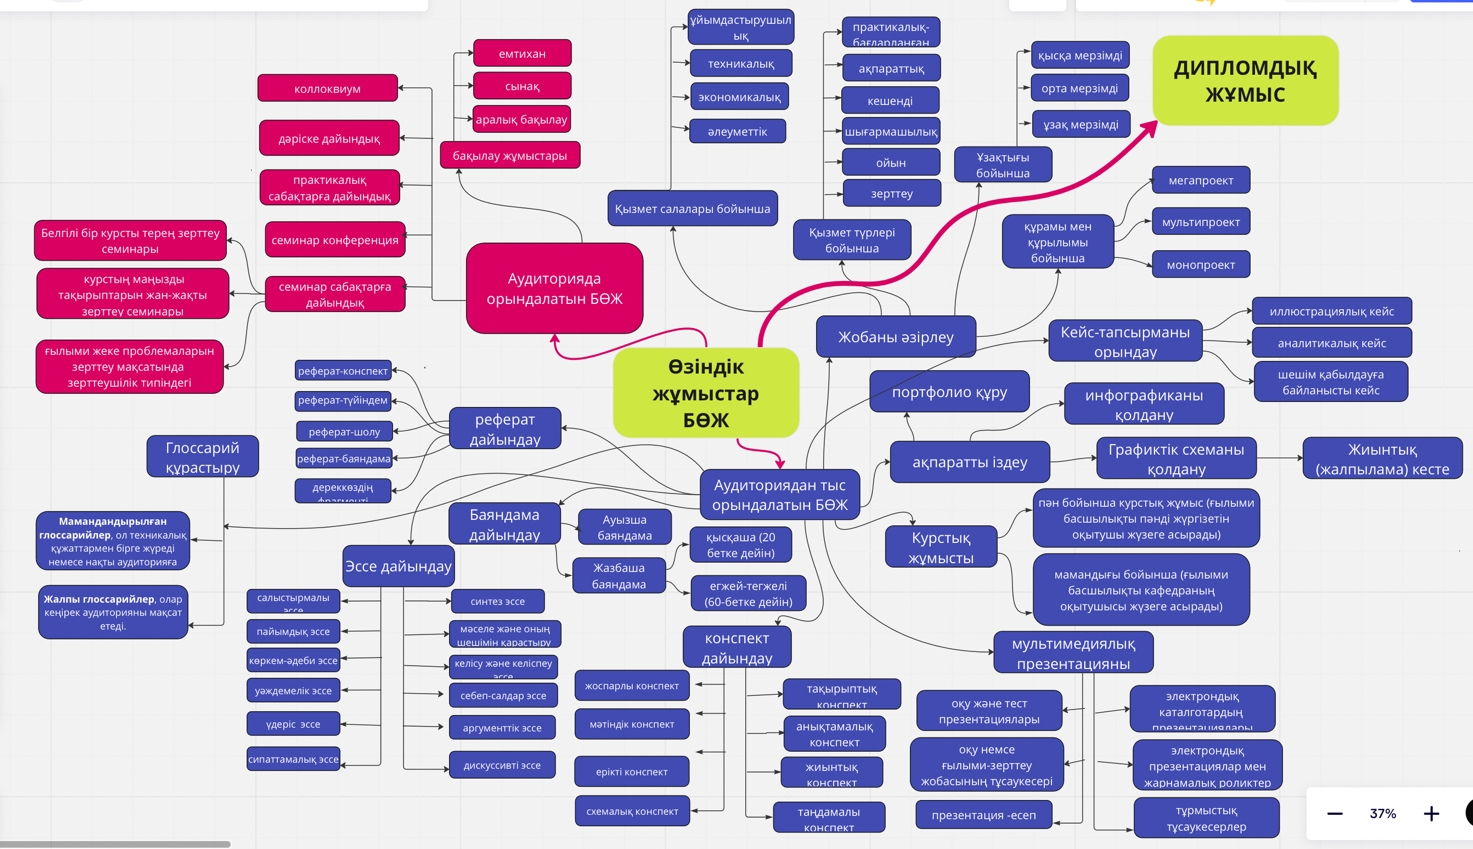 ДИПЛОМДЫҚ
ЖҰМЫС
Өзіндік
жұмыстар
БӨЖ
Аудиторияда
орындалатын БӨЖ
бақылау жұмыстары
емтихан
сынақ
аралық бақылау
коллоквиум
дәріске дайындық
практикалық
сабақтарға дайындық
семинар конференция
семинар сабақтарға
дайындық
Белгілі бір курсты терең зерттеу
семинары
курстың маңызды
тақырыптарын жан-жақты
зерттеу семинары
ғылыми жеке проблемаларын
зерттеу мақсатында
зерттеушілік типіндегі
ұйымдастырушыл
ық
техникалық
экономикалық
әлеуметтік
Қызмет салалары бойынша
практикалық-
бағдарланған
ақпараттық
кешенді
шығармашылық
ойын
зерттеу
Қызмет түрлері
бойынша
қысқа мерзімді
орта мерзімді
ұзақ мерзімді
Ұзақтығы
бойынша
құрамы мен
құрылымы
бойынша
мегапроект
мультипроект
монопроект
Жобаны әзірлеу
Кейс-тапсырманы
орындау
иллюстрациялық кейс
аналитикалық кейс
шешім қабылдауға
байланысты кейс
портфолио құру
инфографиканы
қолдану
ақпаратты іздеу
Графиктік схеманы
қолдану
Жиынтық
(жалпылама) кесте
Аудиториядан тыс
орындалатын БӨЖ
реферат
дайындау
реферат-конспект
реферат-түйіндем
реферат-шолу
реферат-баяндама
дереккөздің
фрагменті
Глоссарий
құрастыру
Мамандандырылған
глоссарийлер, ол техникалық
құжаттармен бірге жүреді
немесе нақты аудиторияға
Жалпы глоссарийлер, олар
кеңірек аудиторияны мақсат
етеді.
Баяндама
дайындау
Ауызша
баяндама
Жазбаша
баяндама
қысқаша (20
бетке дейін)
егжей-тегжелі
(60-бетке дейін)
Курстық
жұмысты
пән бойынша курстық жұмыс (ғылыми
басшылықты пәнді жүргізетін
оқытушы жүзеге асырады)
мамандығы бойынша (ғылыми
басшылықты кафедраның
оқытушысы жүзеге асырады)
Эссе дайындау
салыстырмалы
эссе
пайымдық эссе
көркем-әдеби эссе
уәждемелік эссе
үдеріс эссе
сипаттамалық эссе
синтез эссе
мәселе және оның
шешімін қарастыру
келісу және келіспеу
эссе
себеп-салдар эссе
аргументтік эссе
дискуссивті эссе
конспект
дайындау
жоспарлы конспект
мәтіндік конспект
ерікті конспект
схемалық конспект
тақырыптық
конспект
анықтамалық
конспект
жиынтық
конспект
таңдамалы
конспект
мультимедиялық
презентацияны
оқу және тест
презентациялары
оқу немсе
ғылыми-зерттеу
жобасының тұсаукесері
презентация -есеп
электрондық
каталготардың
презентациялары
электрондық
презентациялар мен
жарнамалық роликтер
тұрмыстық
тұсаукесерлер
37%